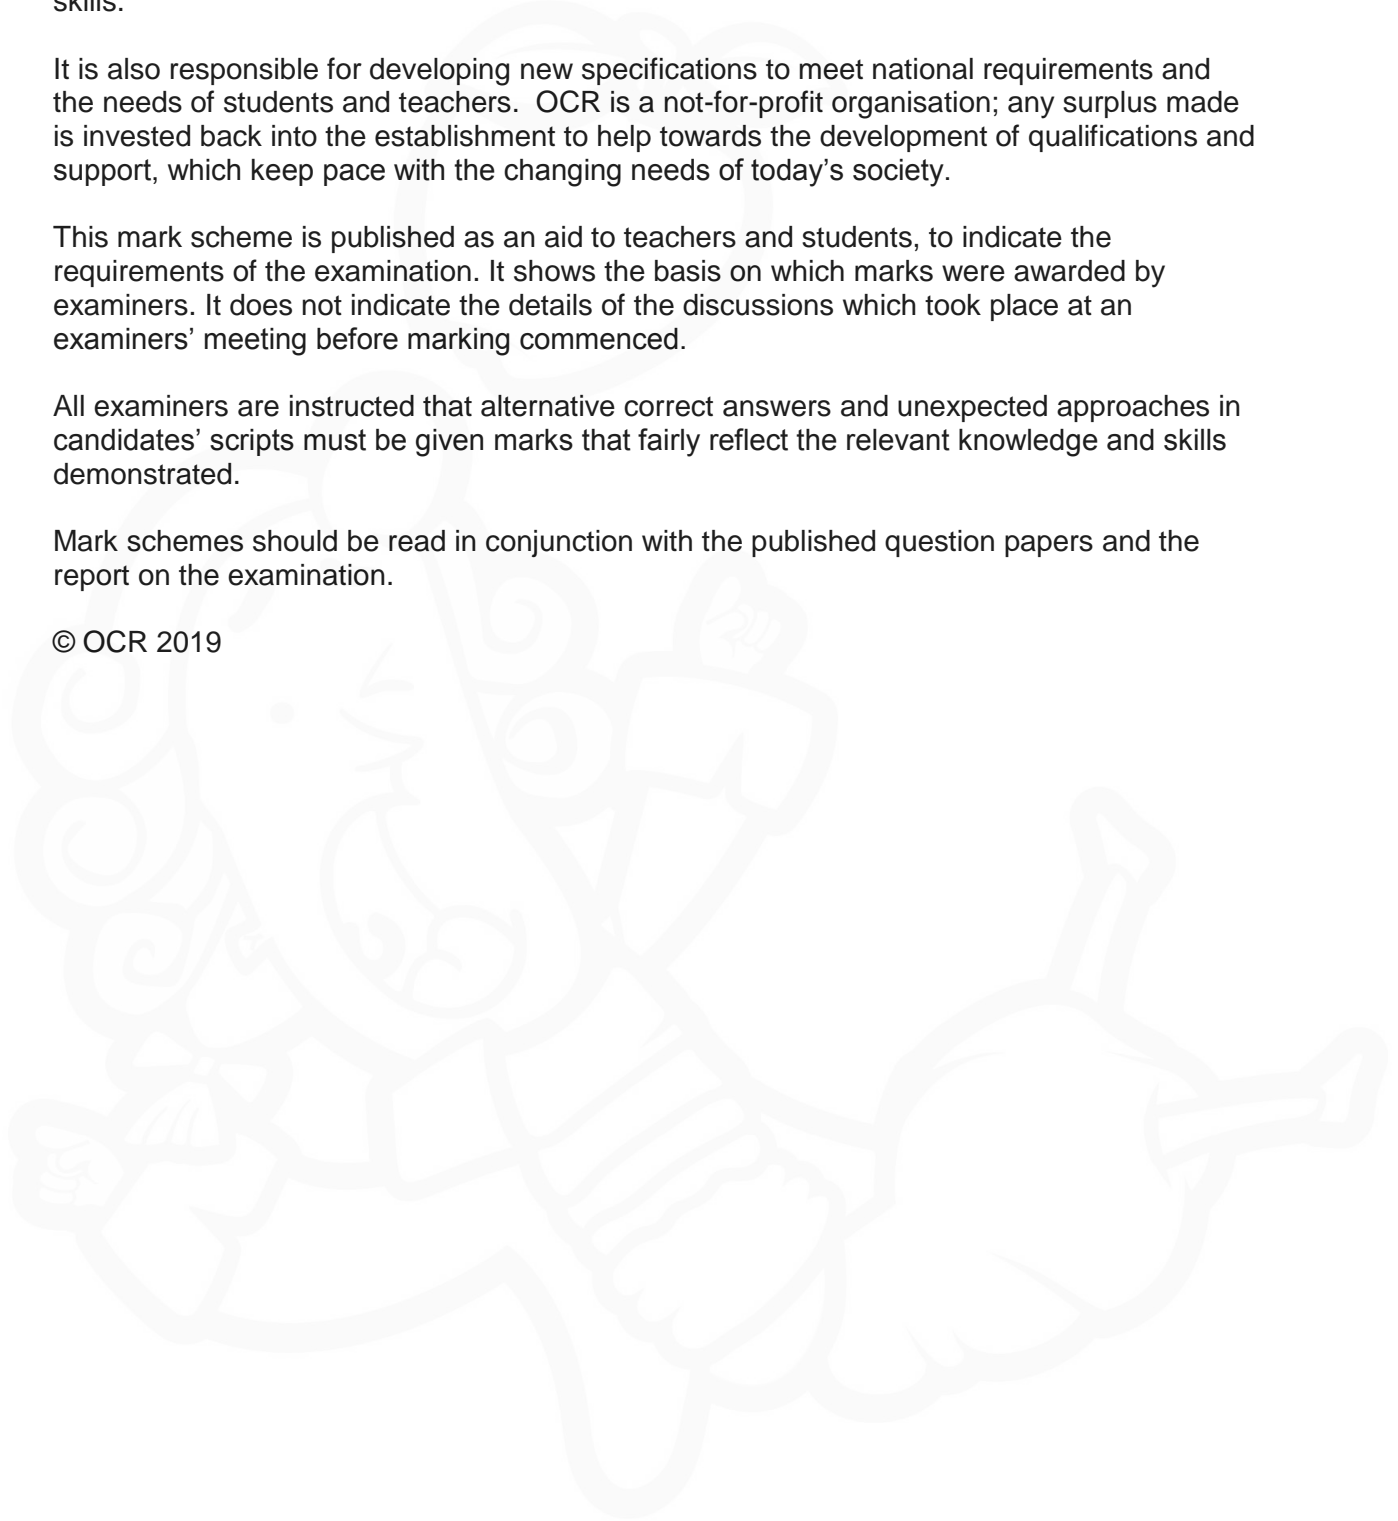 skills.
It is also responsible for developing new specifications to meet national requirements and
the needs of students and teachers.  OCR is a not-for-profit organisation; any surplus made
is invested back into the establishment to help towards the development of qualifications and
support, which keep pace with the changing needs of today’s society.
This mark scheme is published as an aid to teachers and students, to indicate the
requirements of the examination. It shows the basis on which marks were awarded by
examiners. It does not indicate the details of the discussions which took place at an
examiners’ meeting before marking commenced.
All examiners are instructed that alternative correct answers and unexpected approaches in
candidates’ scripts must be given marks that fairly reflect the relevant knowledge and skills
demonstrated.
Mark schemes should be read in conjunction with the published question papers and the
report on the examination.
© OCR 2019